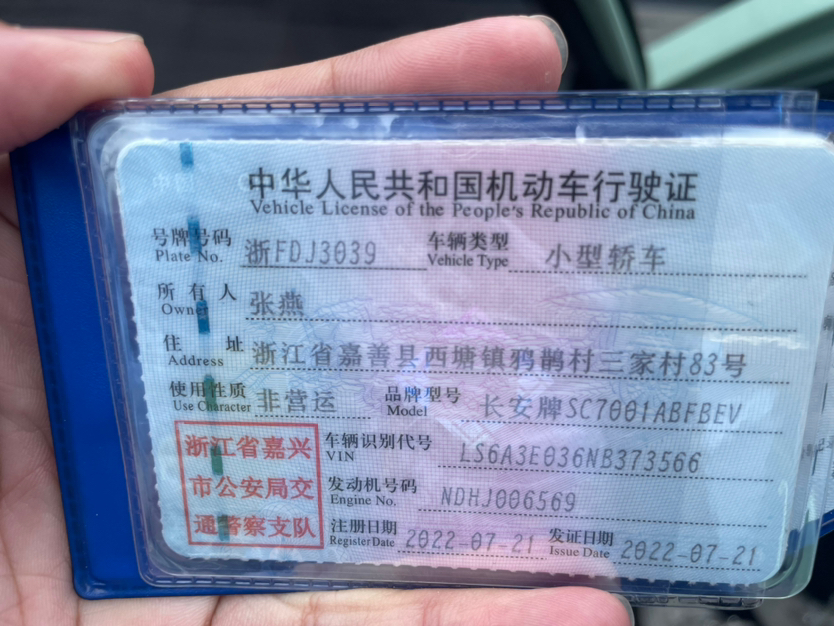 中华人民共和国机动车行驶证
Vehicle License of the People's Republic of China
号牌号码 浙FDJ3039 车辆类型 小型轿车
Plate No. Vehicle Type
所有人 张燕
Owner
住址 浙江省嘉善县西塘镇鸦鹊村三家村83号
Address
使用性质 非营运 品牌型号 长安牌SC7001ABFBEV
Use Character Model
浙江省嘉兴
市公安局交
通警察支队
车辆识别代号 LS6A3E036NB373566
VIN
发动机号码 NDHJ006569
Engine No.
注册日期 2022-07-21 发证日期 2022-07-21
Register Date Issue Date